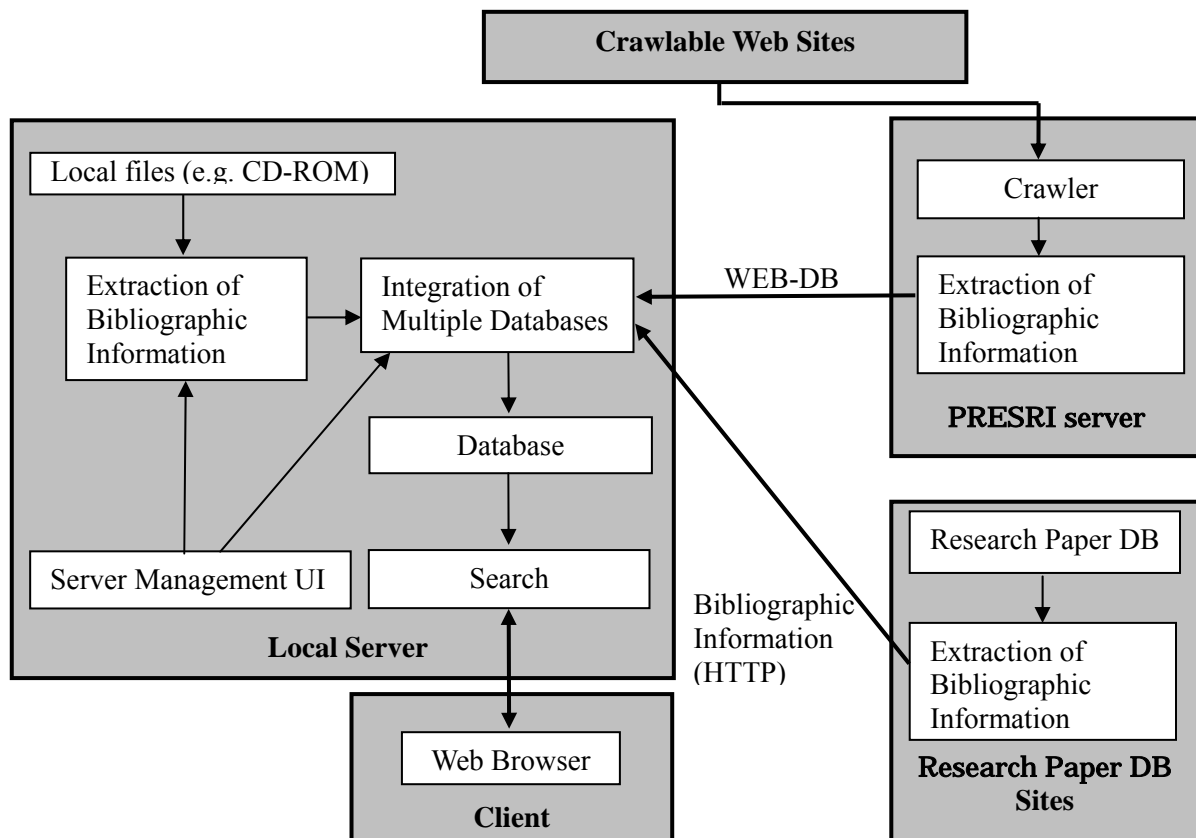 Crawlable Web Sites
Local files (e.g. CD-ROM)
Extraction of
Bibliographic
Information
Integration of
Multiple Databases
Database
Server Management UI
Search
Local Server
Web Browser
Client
WEB-DB
Bibliographic
Information
(HTTP)
Crawler
Extraction of
Bibliographic
Information
PRESRI server
Research Paper DB
Extraction of
Bibliographic
Information
Research Paper DB
Sites